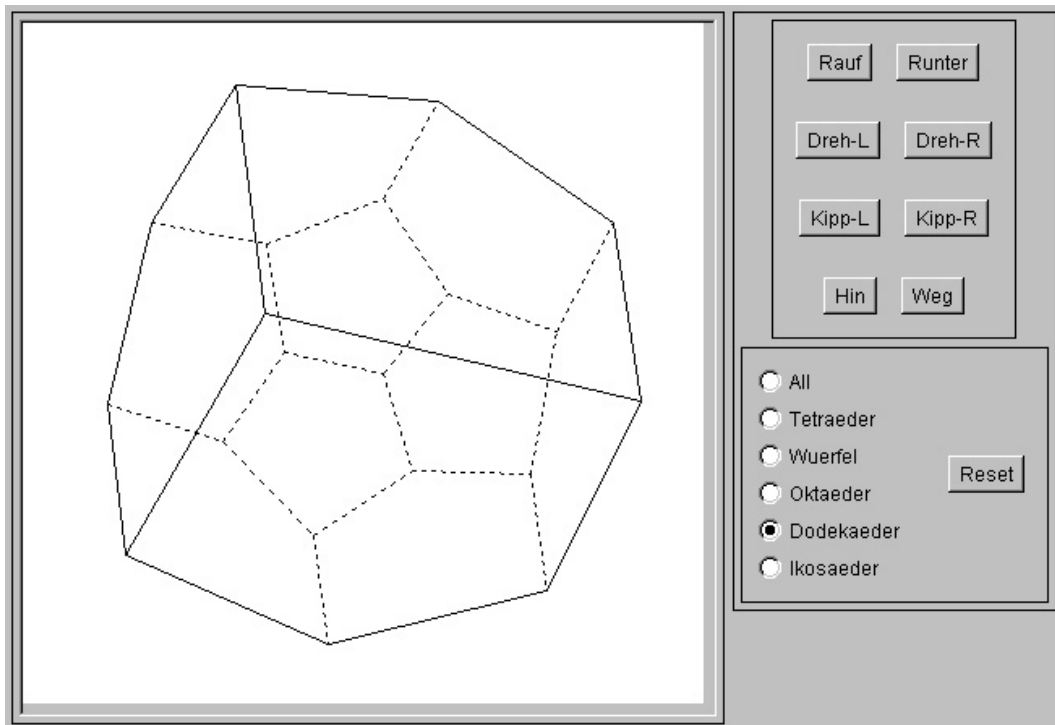 Rauf Runter
Dreh-L Dreh-R
Kipp-L Kipp-R
Hin Weg
All
Tetraeder
Wuerfel
Reset
Oktaeder
Dodekaeder
Ikosaeder